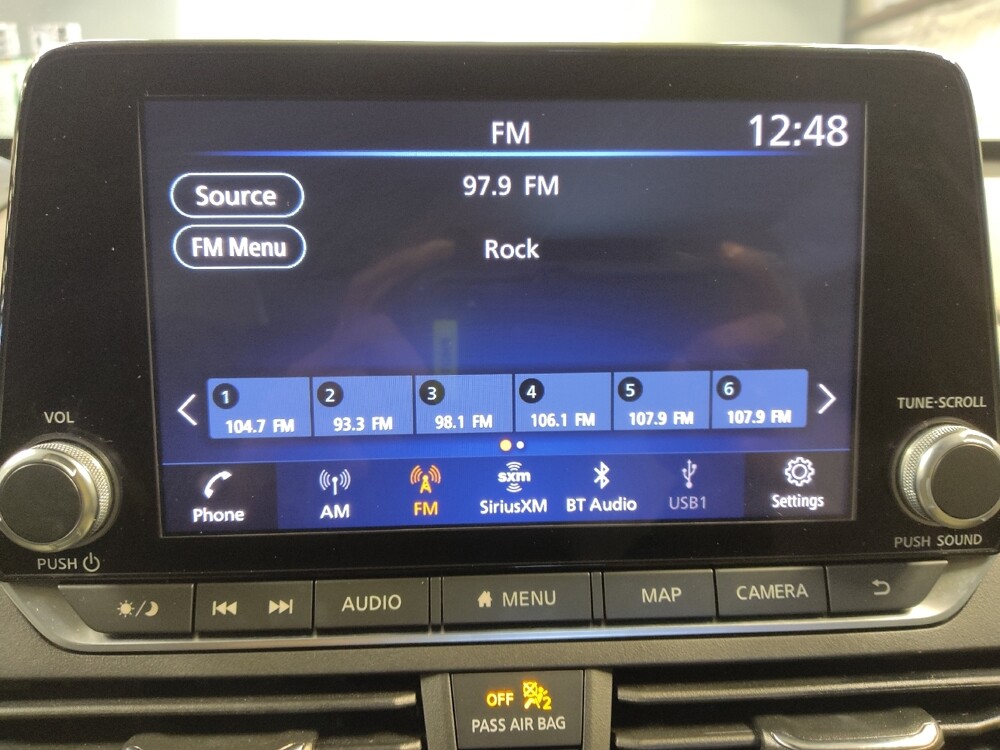 FM
12:48
Source
97.9 FM
FM Menu
Rock
1 2 3 4 5 6
104.7 FM 93.3 FM 98.1 FM 106.1 FM 107.9 FM 107.9 FM
VOL
TUNE·SCROLL
sxm
Phone AM FM SiriusXM BT Audio USB1 Settings
PUSH
PUSH SOUND
AUDIO MENU MAP CAMERA
OFF 2
PASS AIR BAG